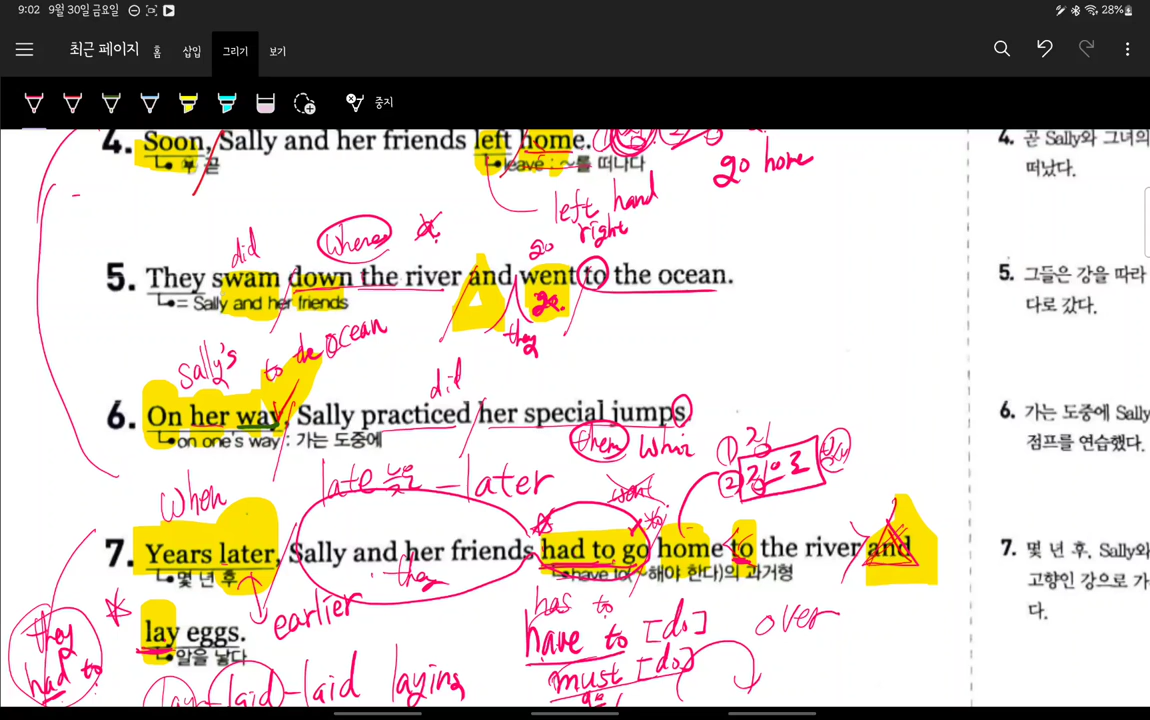 9:02 9월 30일 금요일 28%
최근 페이지 홈 삽입 그리기 보기
중지
4. Soon, Sally and her friends left home.
곧 leave : ~를 떠나다
go home
left hand
right
4. 곧 Sally와 그녀의
떠났다.
did where go
5. They swam down the river and went to the ocean.
= Sally and her friends
go
they
5. 그들은 강을 따라
다로 갔다.
Sally's to the ocean
did
6. On her way, Sally practiced her special jumps.
on one's way : 가는 도중에
them
6. 가는 도중에 Sally
점프를 연습했다.
① 집
② 집으로
when
late 늦은 - later
went
7. Years later, Sally and her friends had to go home to the river and
몇 년 후
have to(~해야 한다)의 과거형
they
7. 몇 년 후, Sally와
고향인 강으로 가
다.
earlier
has to
lay eggs.
알을 낳다
have to [do]
over
they
had to
must [do]
lay - laid - laid laying